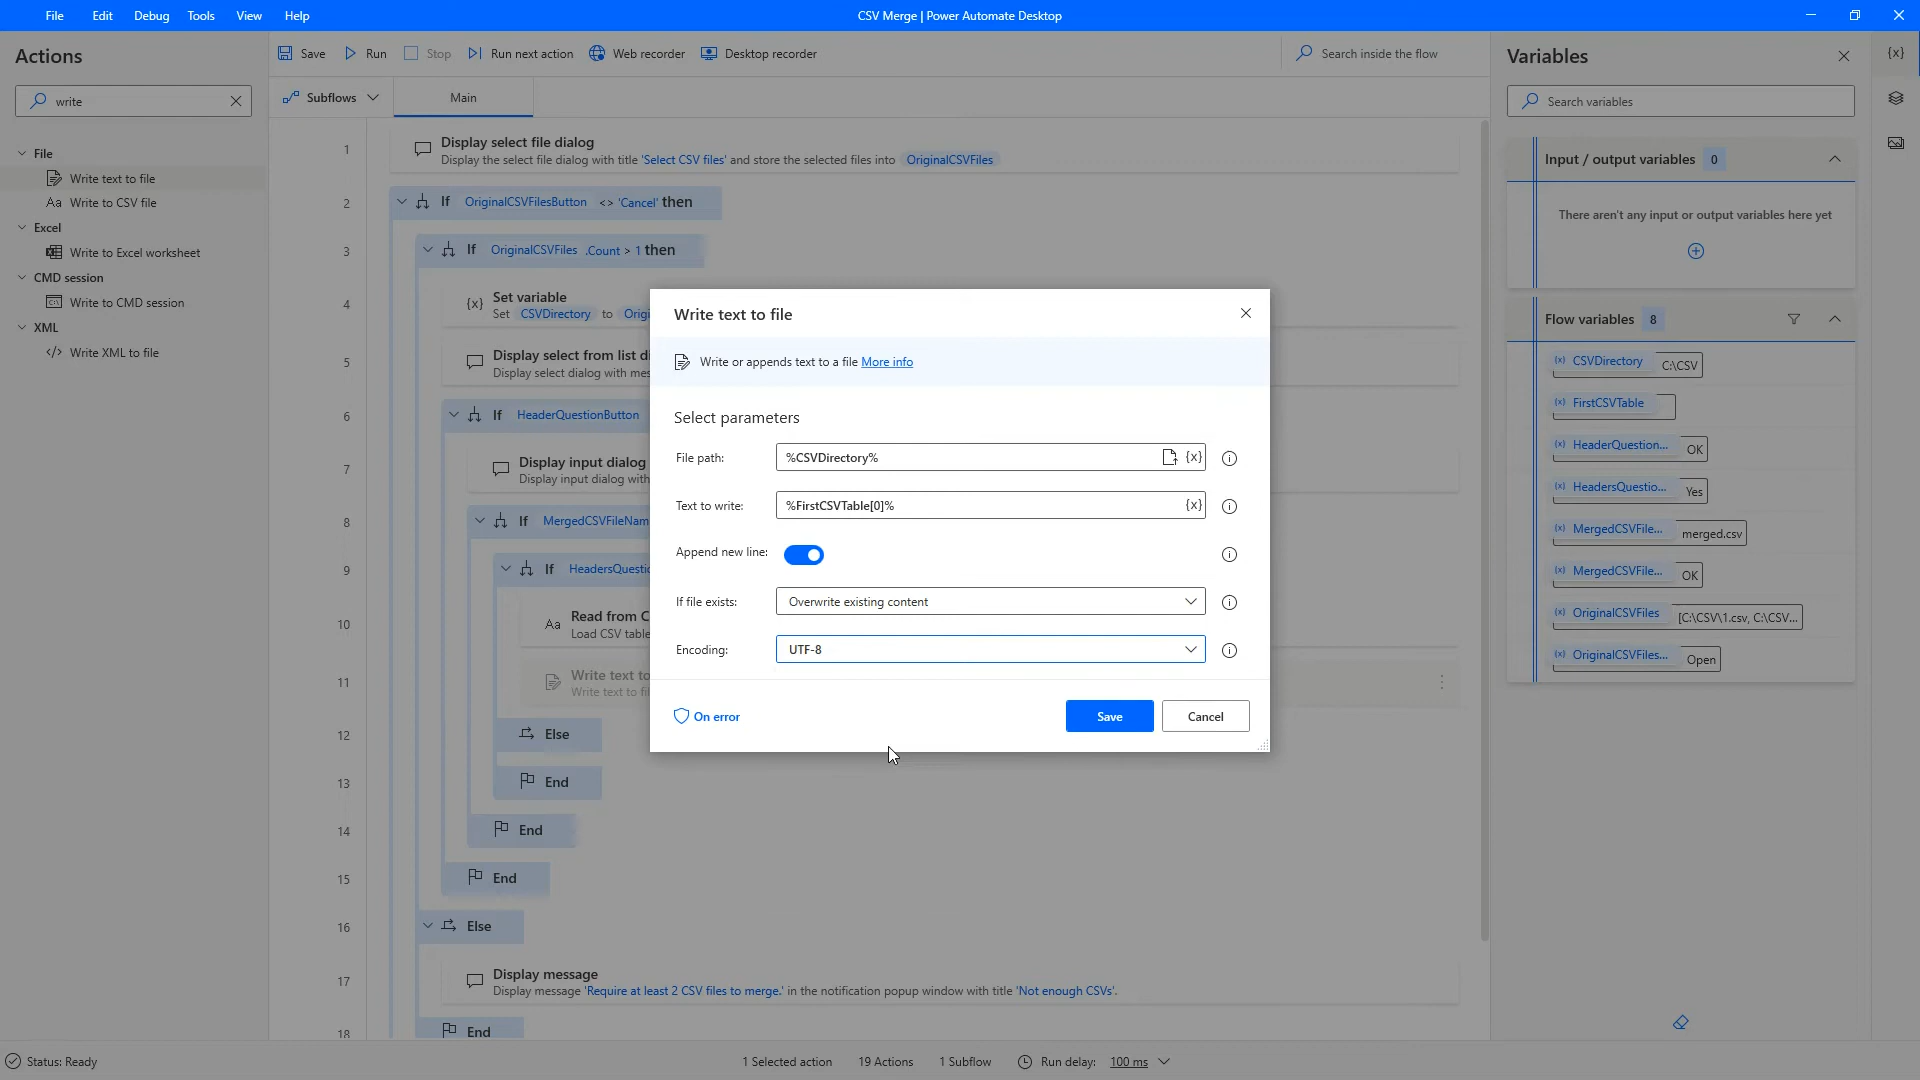 File Edit Debug Tools View Help
CSV Merge | Power Automate Desktop
Actions
write
File
Write text to file
Write to CSV file
Excel
Write to Excel worksheet
CMD session
Write to CMD session
XML
Write XML to file
Save Run Stop Run next action Web recorder Desktop recorder
Search inside the flow
Subflows Main
1 Display select file dialog
Display the select file dialog with title 'Select CSV files' and store the selected files into OriginalCSVFiles
2 If OriginalCSVFilesButton <> 'Cancel' then
3 If OriginalCSVFiles .Count > 1 then
4 {x} Set variable
Set CSVDirectory to Origi
5 Display select from list di
Display select dialog with mes
6 If HeaderQuestionButton
7 Display input dialog
Display input dialog with
8 If MergedCSVFileNam
9 If HeadersQuestio
10 Aa Read from C
Load CSV table
11 Write text to
Write text to fil
12 Else
13 End
14 End
15 End
16 Else
17 Display message
Display message 'Require at least 2 CSV files to merge.' in the notification popup window with title 'Not enough CSVs'.
18 End
Write text to file
Write or appends text to a file More info
Select parameters
File path: %CSVDirectory% {x}
Text to write: %FirstCSVTable[0]% {x}
Append new line:
If file exists: Overwrite existing content
Encoding: UTF-8
On error Save Cancel
Variables
{x}
Search variables
Input / output variables 0
There aren't any input or output variables here yet
Flow variables 8
(x) CSVDirectory C:\CSV
(x) FirstCSVTable
(x) HeaderQuestion... OK
(x) HeadersQuestio... Yes
(x) MergedCSVFile... merged.csv
(x) MergedCSVFile... OK
(x) OriginalCSVFiles [C:\CSV\1.csv, C:\CSV...
(x) OriginalCSVFiles... Open
Status: Ready 1 Selected action 19 Actions 1 Subflow Run delay: 100 ms